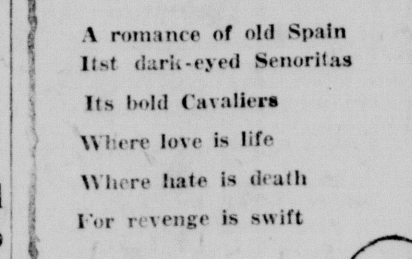 A romance of old Spain
Itst dark-eyed Senoritas
Its bold Cavaliers
Where love is life
Where hate is death
For revenge is swift